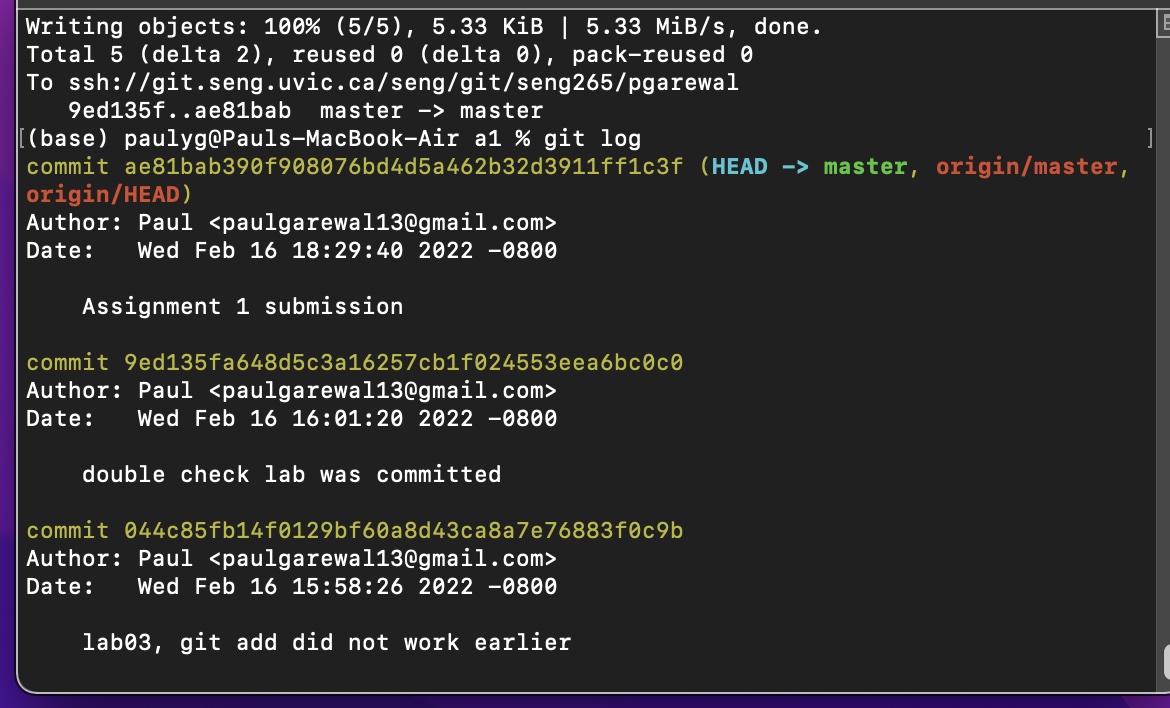 Writing objects: 100% (5/5), 5.33 KiB | 5.33 MiB/s, done.
Total 5 (delta 2), reused 0 (delta 0), pack-reused 0
To ssh://git.seng.uvic.ca/seng/git/seng265/pgarewal
   9ed135f..ae81bab  master -> master
[(base) paulyg@Pauls-MacBook-Air a1 % git log ]
commit ae81bab390f908076bd4d5a462b32d3911ff1c3f (HEAD -> master, origin/master,
origin/HEAD)
Author: Paul <paulgarewal13@gmail.com>
Date:   Wed Feb 16 18:29:40 2022 -0800

    Assignment 1 submission

commit 9ed135fa648d5c3a16257cb1f024553eea6bc0c0
Author: Paul <paulgarewal13@gmail.com>
Date:   Wed Feb 16 16:01:20 2022 -0800

    double check lab was committed

commit 044c85fb14f0129bf60a8d43ca8a7e76883f0c9b
Author: Paul <paulgarewal13@gmail.com>
Date:   Wed Feb 16 15:58:26 2022 -0800

    lab03, git add did not work earlier